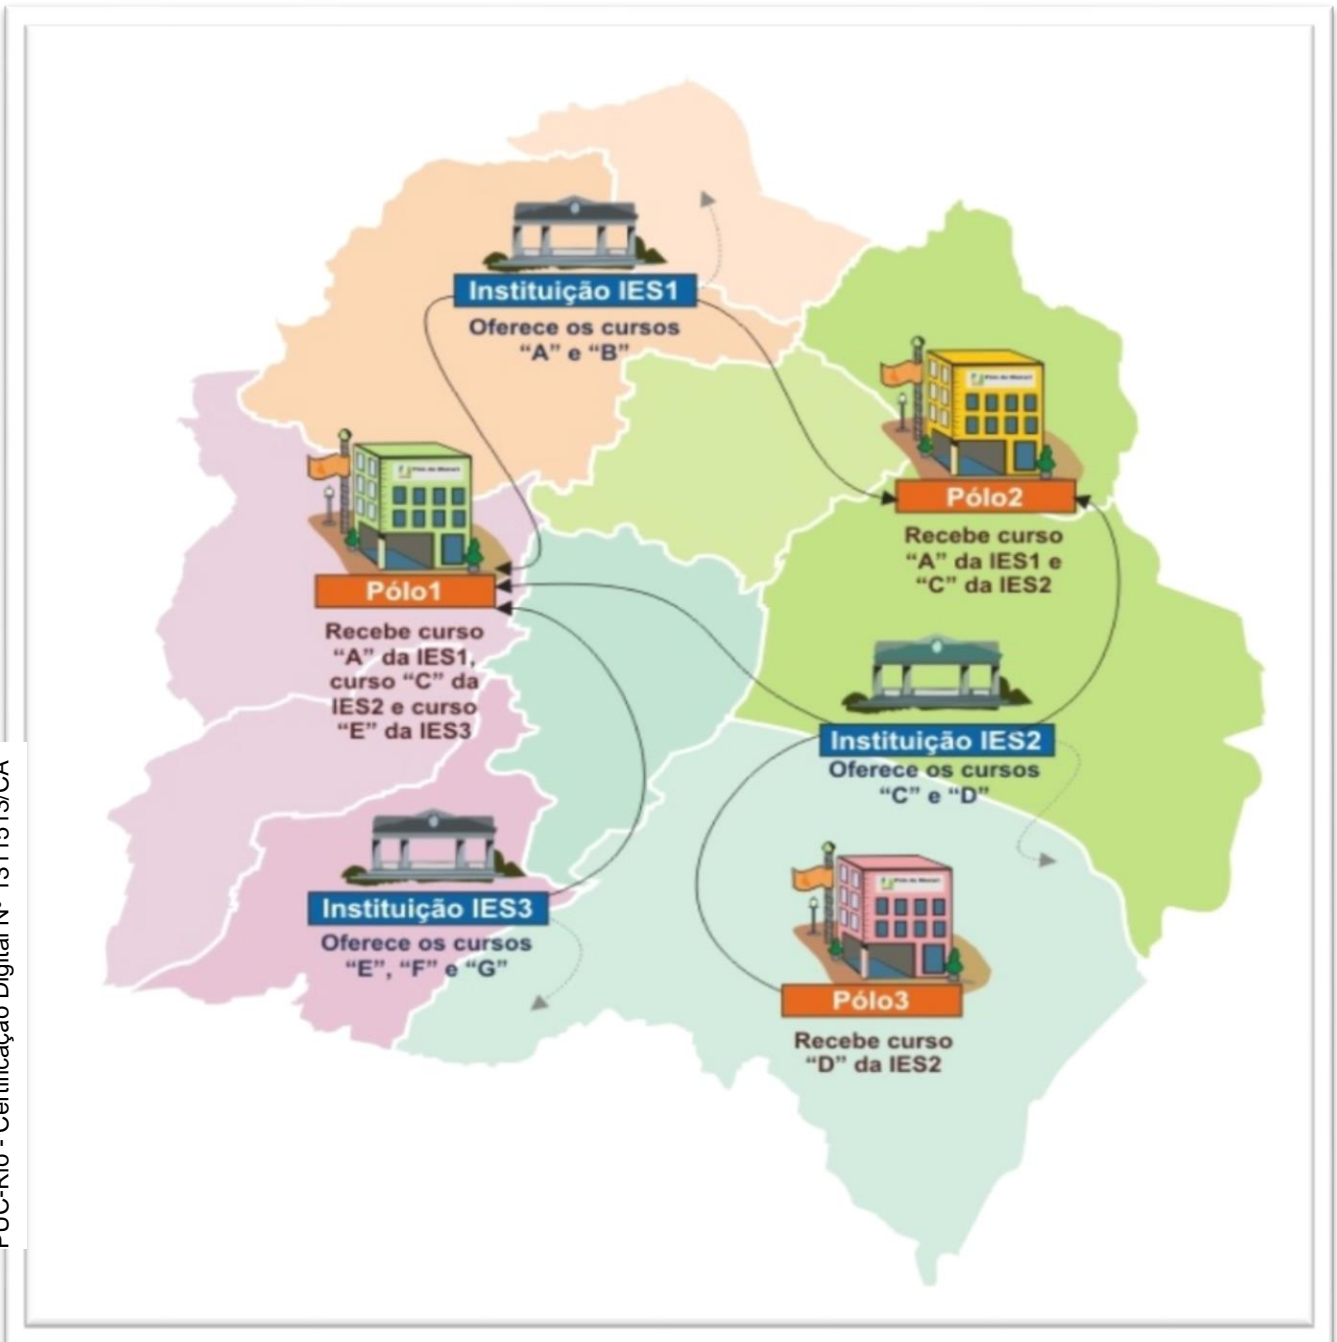 Instituição IES1
Oferece os cursos
“A” e “B”
Pólo2
Recebe curso
“A” da IES1 e
“C” da IES2
Pólo1
Recebe curso
“A” da IES1,
curso “C” da
IES2 e curso
“E” da IES3
Instituição IES2
Oferece os cursos
“C” e “D”
Instituição IES3
Oferece os cursos
“E”, “F” e “G”
Pólo3
Recebe curso
“D” da IES2
PUC-Rio - Certificação Digital Nº